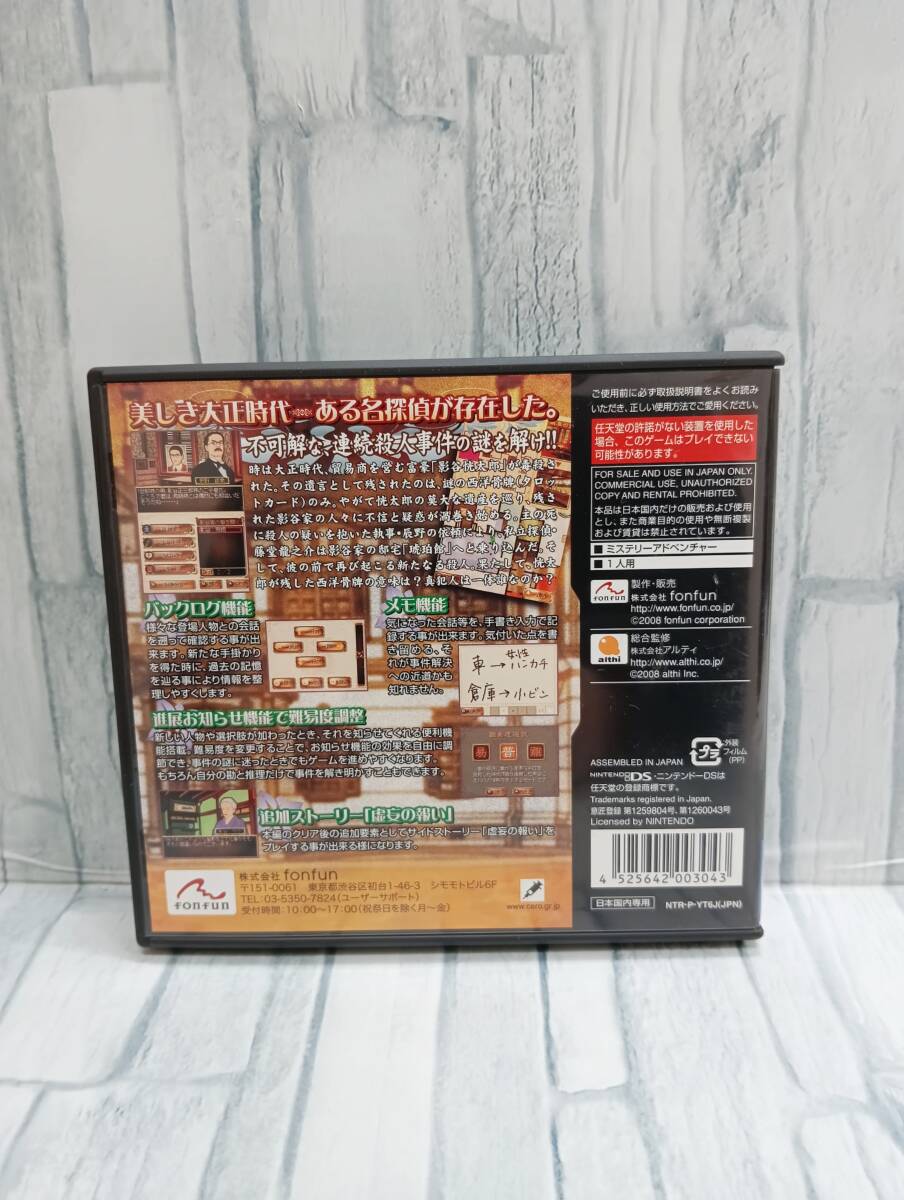 美しき大正時代 ある名探偵が存在した。
不可解な、連続殺人事件の謎を解け!!
時は大正時代、貿易商を営む富豪「影谷恍太郎」が毒殺さ
れた。その遺言として残されたのは、謎の西洋骨牌(タロッ
トカード)のみ。やがて恍太郎の莫大な遺産を巡り、残さ
れた影谷家の人々に不信と疑惑が渦巻き始める。主の死
に殺人の疑いを抱いた執事・辰野の依頼により、私立探偵・
藤堂龍之介は影谷家の邸宅「琥珀館」へと乗り込んだ。そ
して、彼の前で再び起こる新たなる殺人。果たして、恍太
郎が残した西洋骨牌の意味は?真犯人は一体誰なのか?
バックログ機能
様々な登場人物との会話
を遡って確認する事が出
来ます。新たな手掛かり
を得た時に、過去の記憶
を辿る事により情報を整
理しやすくします。
メモ機能
気になった会話等を、手書き入力で記
録する事が出来ます。気付いた点を書
き留める、そ
れが事件解決
への近道かも
知れません。
女性
車→ハンカチ
倉庫→小ビン
進展お知らせ機能で難易度調整
新しい人物や選択肢が加わったとき、それを知らせてくれる便利機
能搭載。難易度を変更することで、お知らせ機能の効果を自由に調
節でき、事件の謎に迷ったときでもゲームを進めやすくなります。
もちろん自分の勘と推理だけで事件を解き明かすこともできます。
易 普 難
追加ストーリー「虚妄の報い」
本編のクリア後の追加要素としてサイドストーリー「虚妄の報い」を
プレイする事が出来る様になります。
fonfun
株式会社 fonfun
〒151-0061 東京都渋谷区初台1-46-3 シモモトビル6F
TEL:03-5350-7824(ユーザーサポート)
受付時間:10:00〜17:00(祝祭日を除く月〜金)
www.cero.gr.jp
ご使用前に必ず取扱説明書をよくお読み
いただき、正しい使用方法でご愛用ください。
任天堂の許諾がない装置を使用した
場合、このゲームはプレイできない
可能性があります。
FOR SALE AND USE IN JAPAN ONLY.
COMMERCIAL USE, UNAUTHORIZED
COPY AND RENTAL PROHIBITED.
本品は日本国内だけの販売および使用
とし、また商業目的の使用や無断複製
および賃貸は禁止されています。
■ ミステリーアドベンチャー
■ 1人用
fonfun
製作・販売
株式会社 fonfun
http://www.fonfun.co.jp/
©2008 fonfun corporation
althi
総合監修
株式会社アルティ
http://www.althi.co.jp/
©2008 althi Inc.
プラ
外装
フィルム
(PP)
ASSEMBLED IN JAPAN
NINTENDO DS・ニンテンドーDSは
任天堂の登録商標です。
Trademarks registered in Japan.
意匠登録 第1259804号、第1260043号
Licensed by NINTENDO
4 525642 003043
日本国内専用
NTR-P-YT6J(JPN)